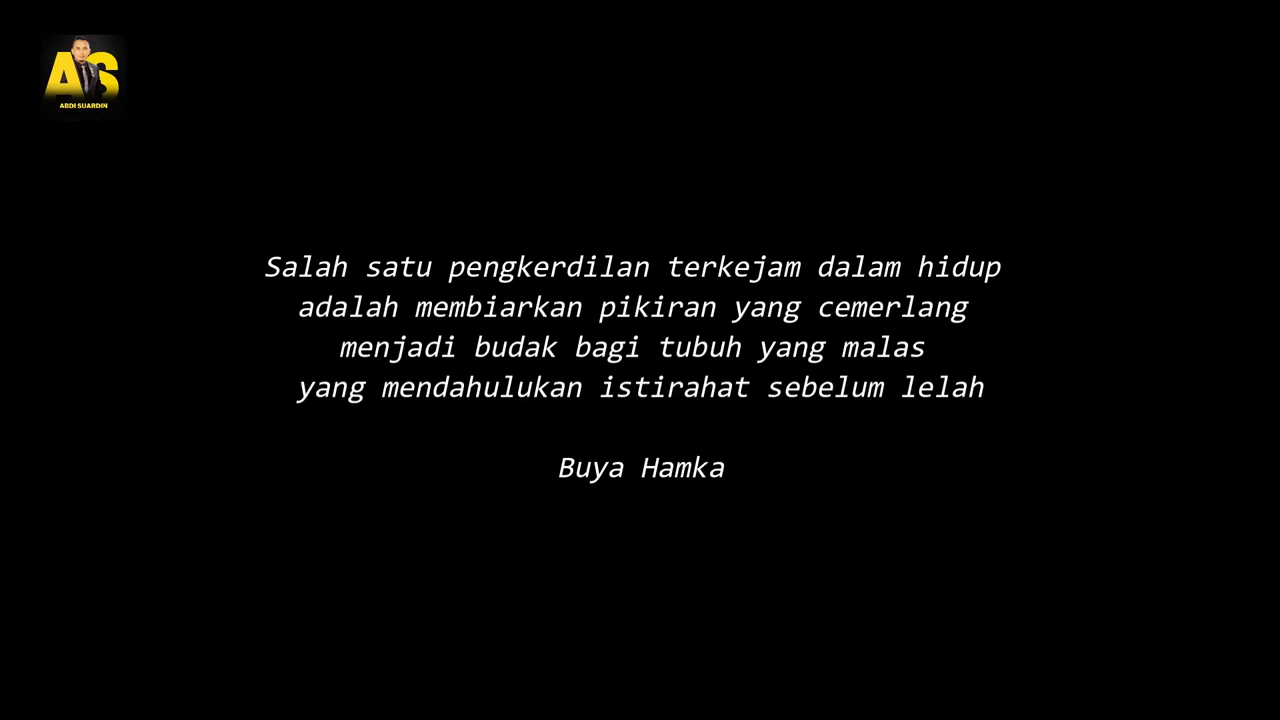 AS
ABDI SUARDIN
Salah satu pengkerdilan terkejam dalam hidup
adalah membiarkan pikiran yang cemerlang
menjadi budak bagi tubuh yang malas
yang mendahulukan istirahat sebelum lelah
Buya Hamka